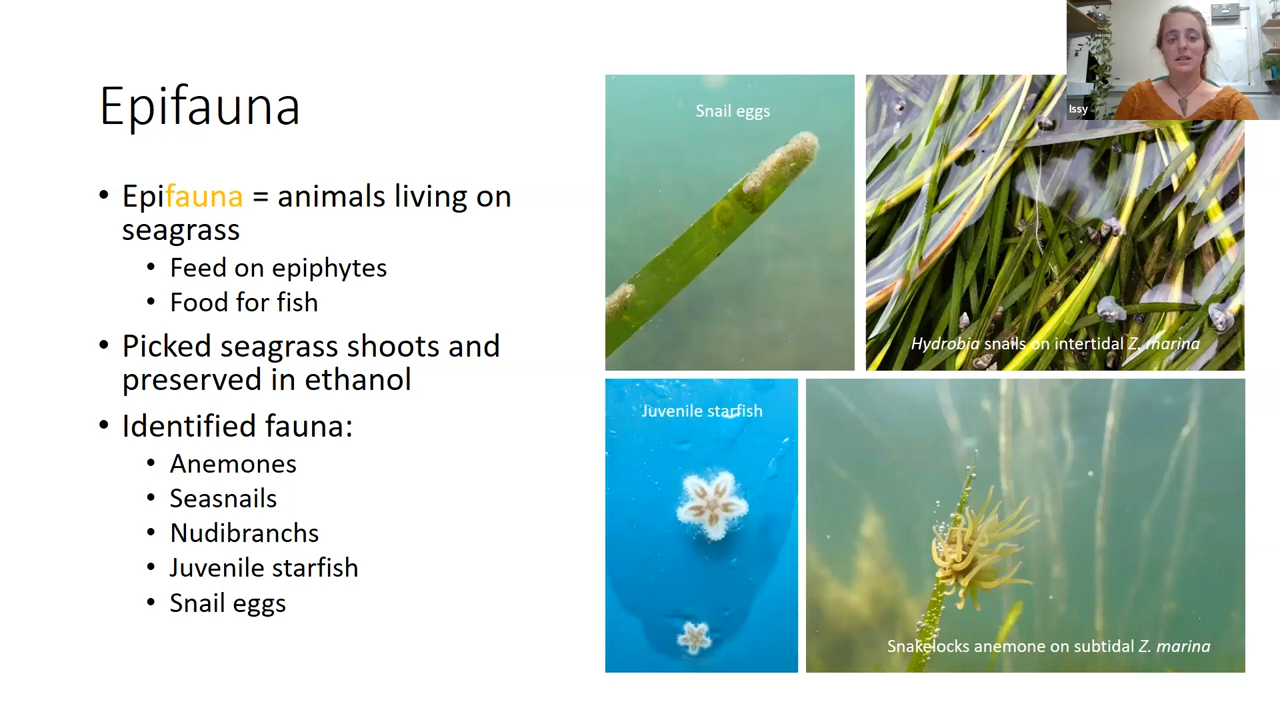 Epifauna
• Epifauna = animals living on
seagrass
• Feed on epiphytes
• Food for fish
• Picked seagrass shoots and
preserved in ethanol
• Identified fauna:
• Anemones
• Seasnails
• Nudibranchs
• Juvenile starfish
• Snail eggs
Snail eggs
Issy
Hydrobia snails on intertidal Z. marina
Juvenile starfish
Snakelocks anemone on subtidal Z. marina